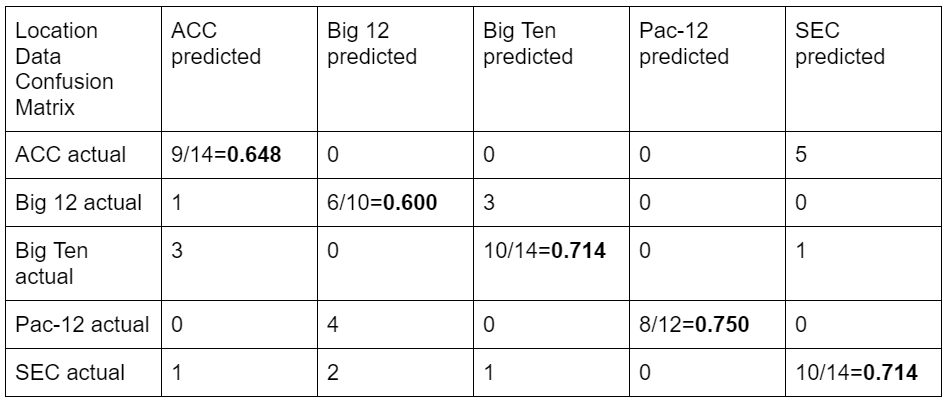 Location
Data
Confusion
Matrix
ACC
predicted
Big 12
predicted
Big Ten
predicted
Pac-12
predicted
SEC
predicted
ACC actual
9/14=0.648
0
0
0
5
Big 12 actual
1
6/10=0.600
3
0
0
Big Ten
actual
3
0
10/14=0.714
0
1
Pac-12 actual
0
4
0
8/12=0.750
0
SEC actual
1
2
1
0
10/14=0.714